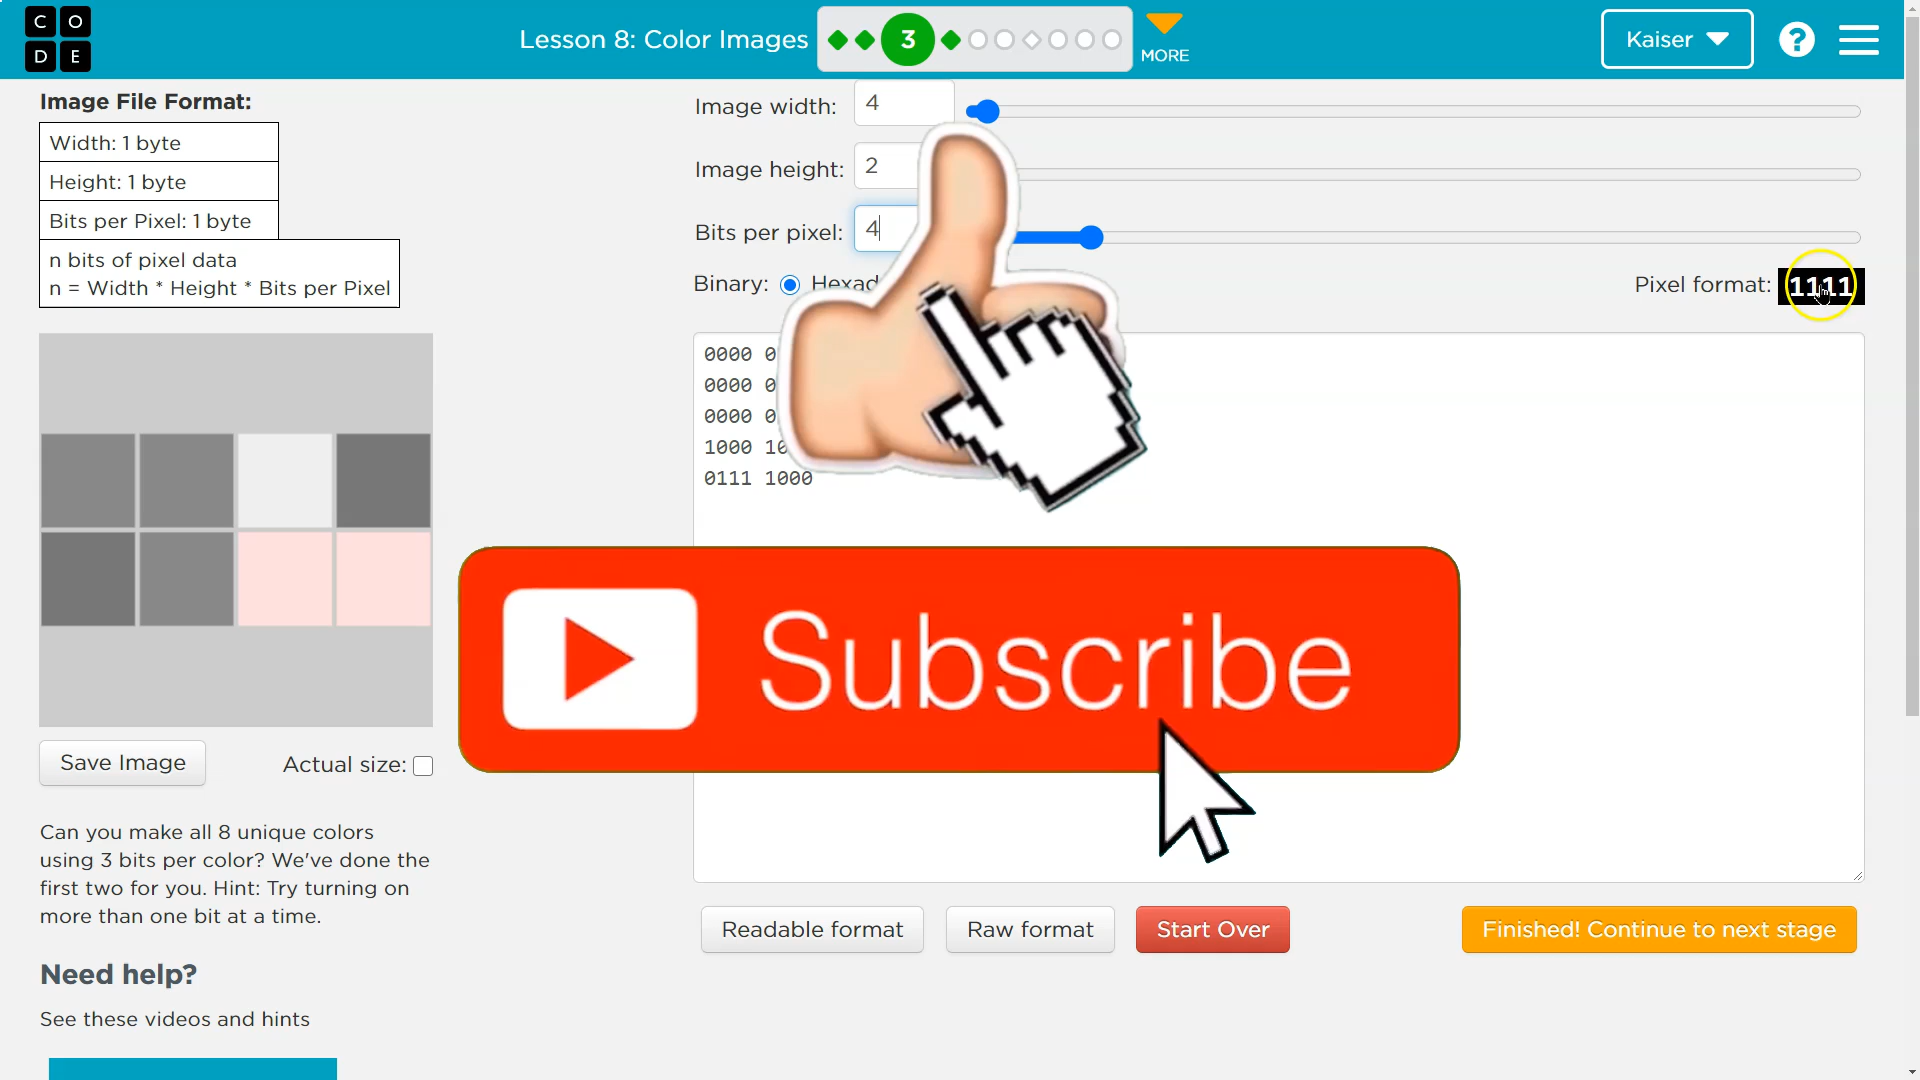 C O
D E
Lesson 8: Color Images
3
MORE
Kaiser
?
Image File Format:
Width: 1 byte
Height: 1 byte
Bits per Pixel: 1 byte
n bits of pixel data
n = Width * Height * Bits per Pixel
Image width: 4
Image height: 2
Bits per pixel: 4
Binary: Hexad
Pixel format: 1111
0000 0
0000 0
0000 0
1000 10
0111 1000
Subscribe
Save Image
Actual size:
Can you make all 8 unique colors
using 3 bits per color? We've done the
first two for you. Hint: Try turning on
more than one bit at a time.
Readable format
Raw format
Start Over
Finished! Continue to next stage
Need help?
See these videos and hints